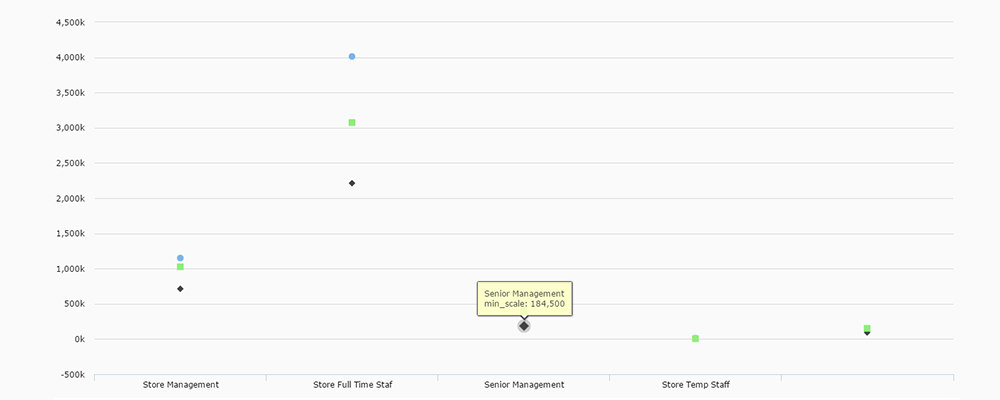 4,500k
4,000k
3,500k
3,000k
2,500k
2,000k
1,500k
1,000k
500k
0k
-500k
Senior Management
min_scale: 184,500
Store Management
Store Full Time Staf
Senior Management
Store Temp Staff